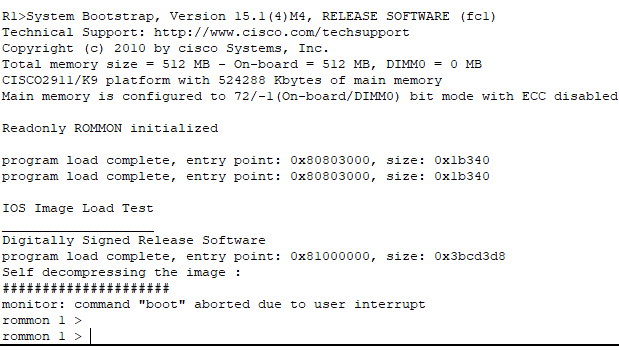 R1>System Bootstrap, Version 15.1(4)M4, RELEASE SOFTWARE (fc1)
Technical Support: http://www.cisco.com/techsupport
Copyright (c) 2010 by cisco Systems, Inc.
Total memory size = 512 MB - On-board = 512 MB, DIMM0 = 0 MB
CISCO2911/K9 platform with 524288 Kbytes of main memory
Main memory is configured to 72/-1(On-board/DIMM0) bit mode with ECC disabled
Readonly ROMMON initialized
program load complete, entry point: 0x80803000, size: 0x1b340
program load complete, entry point: 0x80803000, size: 0x1b340
IOS Image Load Test
___________________
Digitally Signed Release Software
program load complete, entry point: 0x81000000, size: 0x3bcd3d8
Self decompressing the image :
#####################
monitor: command "boot" aborted due to user interrupt
rommon 1 >
rommon 1 >